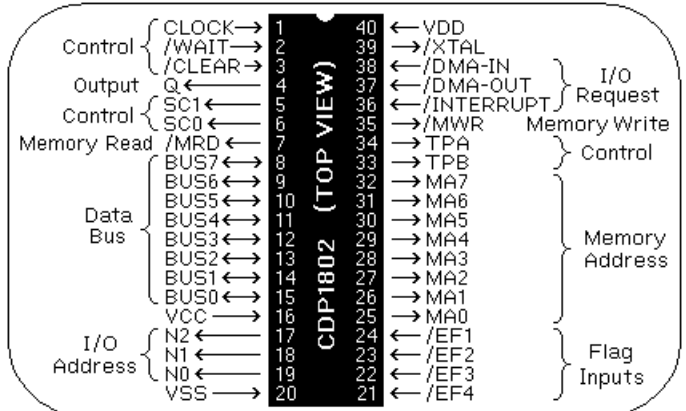 CLOCK 1 40 VDD
Control /WAIT 2 39 /XTAL
/CLEAR 3 38 /DMA-IN
Output Q 4 37 /DMA-OUT I/O
Control SC1 5 36 /INTERRUPT Request
SC0 6 35 /MWR Memory Write
Memory Read /MRD 7 34 TPA
BUS7 8 33 TPB Control
BUS6 9 32 MA7
BUS5 10 31 MA6
Data BUS4 11 30 MA5
Bus BUS3 12 29 MA4 Memory
BUS2 13 28 MA3 Address
BUS1 14 27 MA2
BUS0 15 26 MA1
VCC 16 25 MA0
I/O N2 17 24 /EF1
Address N1 18 23 /EF2 Flag
N0 19 22 /EF3 Inputs
VSS 20 21 /EF4
CDP1802 (TOP VIEW)